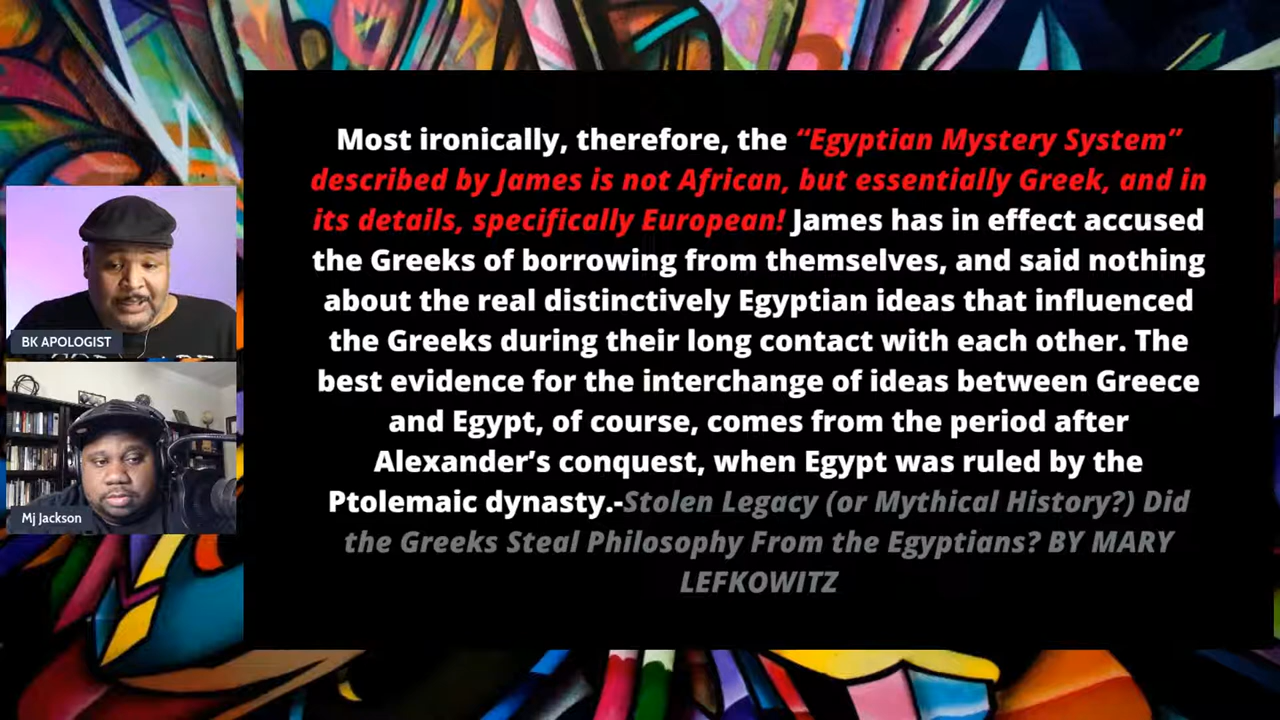 Most ironically, therefore, the “Egyptian Mystery System”
described by James is not African, but essentially Greek, and in
its details, specifically European! James has in effect accused
the Greeks of borrowing from themselves, and said nothing
about the real distinctively Egyptian ideas that influenced
the Greeks during their long contact with each other. The
best evidence for the interchange of ideas between Greece
and Egypt, of course, comes from the period after
Alexander’s conquest, when Egypt was ruled by the
Ptolemaic dynasty.-Stolen Legacy (or Mythical History?) Did
the Greeks Steal Philosophy From the Egyptians? BY MARY
LEFKOWITZ
BK APOLOGIST
Mj Jackson